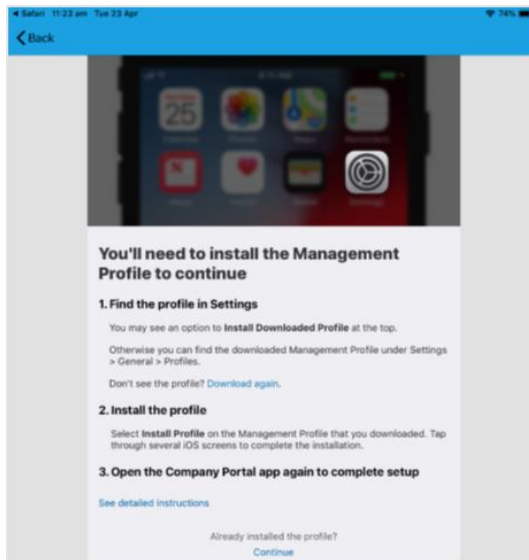 Safari 11:23 am Tue 23 Apr 74%
Back
25
Settings
You'll need to install the Management
Profile to continue
1. Find the profile in Settings
You may see an option to Install Downloaded Profile at the top.
Otherwise you can find the downloaded Management Profile under Settings
> General > Profiles.
Don't see the profile? Download again.
2. Install the profile
Select Install Profile on the Management Profile that you downloaded. Tap
through several iOS screens to complete the installation.
3. Open the Company Portal app again to complete setup
See detailed instructions
Already installed the profile?
Continue